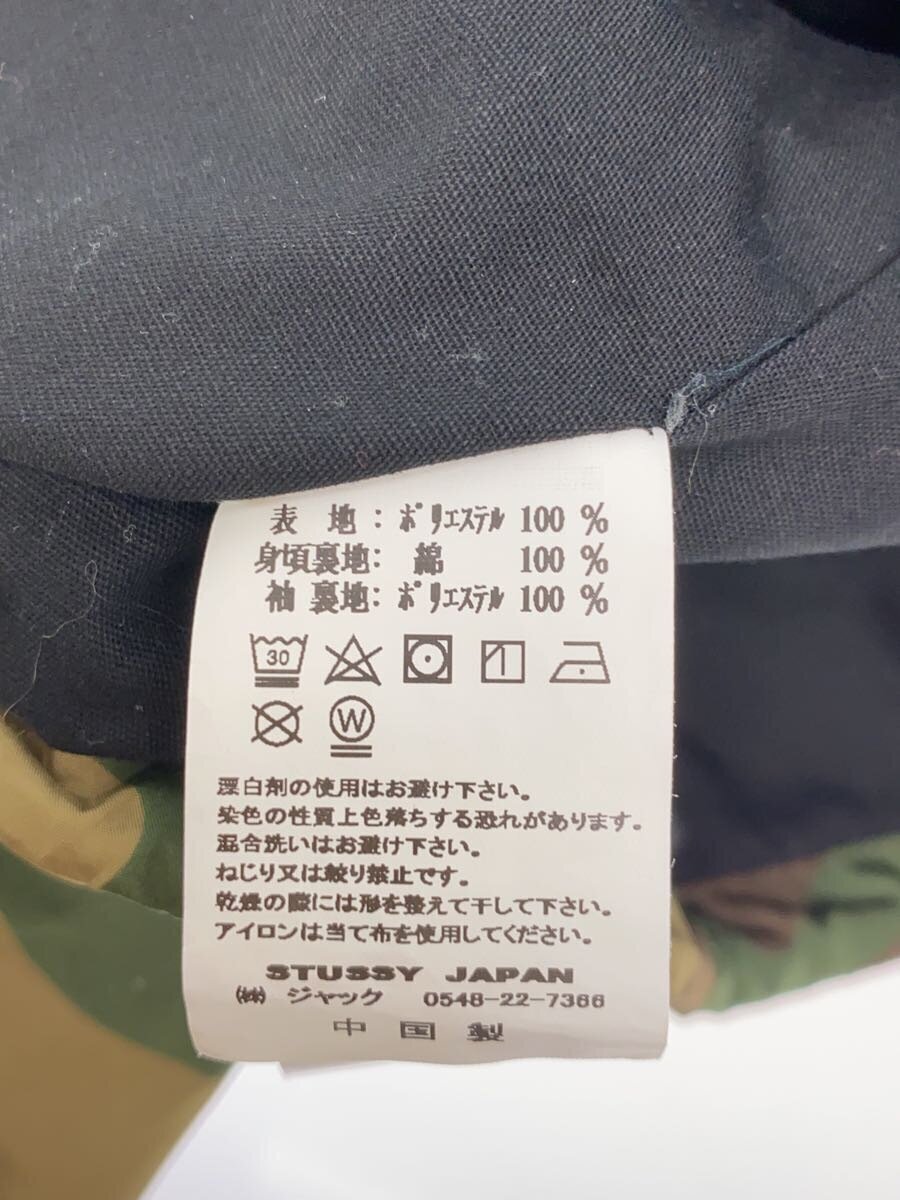 表 地 : ポリエステル 100 %
身頃裏地: 綿 100 %
袖 裏地: ポリエステル 100 %
30
W
漂白剤の使用はお避け下さい。
染色の性質上色落ちする恐れがあります。
混合洗いはお避け下さい。
ねじり又は絞り禁止です。
乾燥の際には形を整えて干して下さい。
アイロンは当て布を使用してください。
STUSSY JAPAN
㈱ ジャック 0548-22-7366
中 国 製